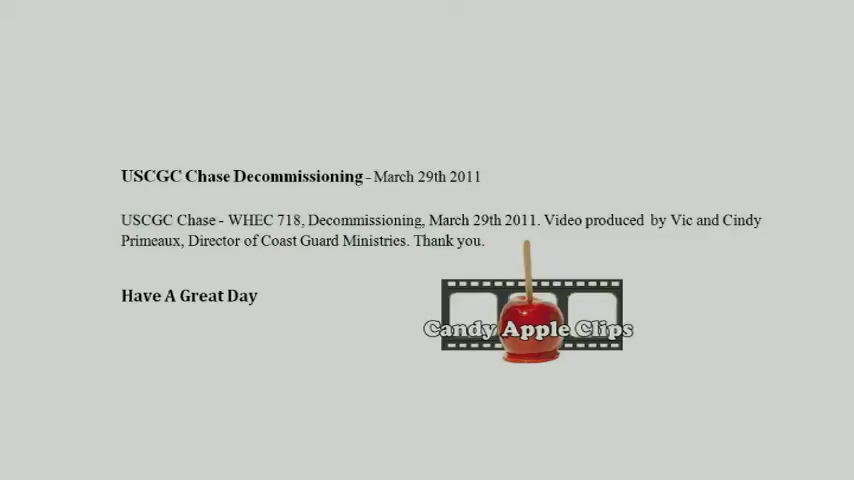 USCGC Chase Decommissioning - March 29th 2011
USCGC Chase - WHEC 718, Decommissioning, March 29th 2011. Video produced by Vic and Cindy
Primeaux, Director of Coast Guard Ministries. Thank you.
Have A Great Day
Candy Apple Clips